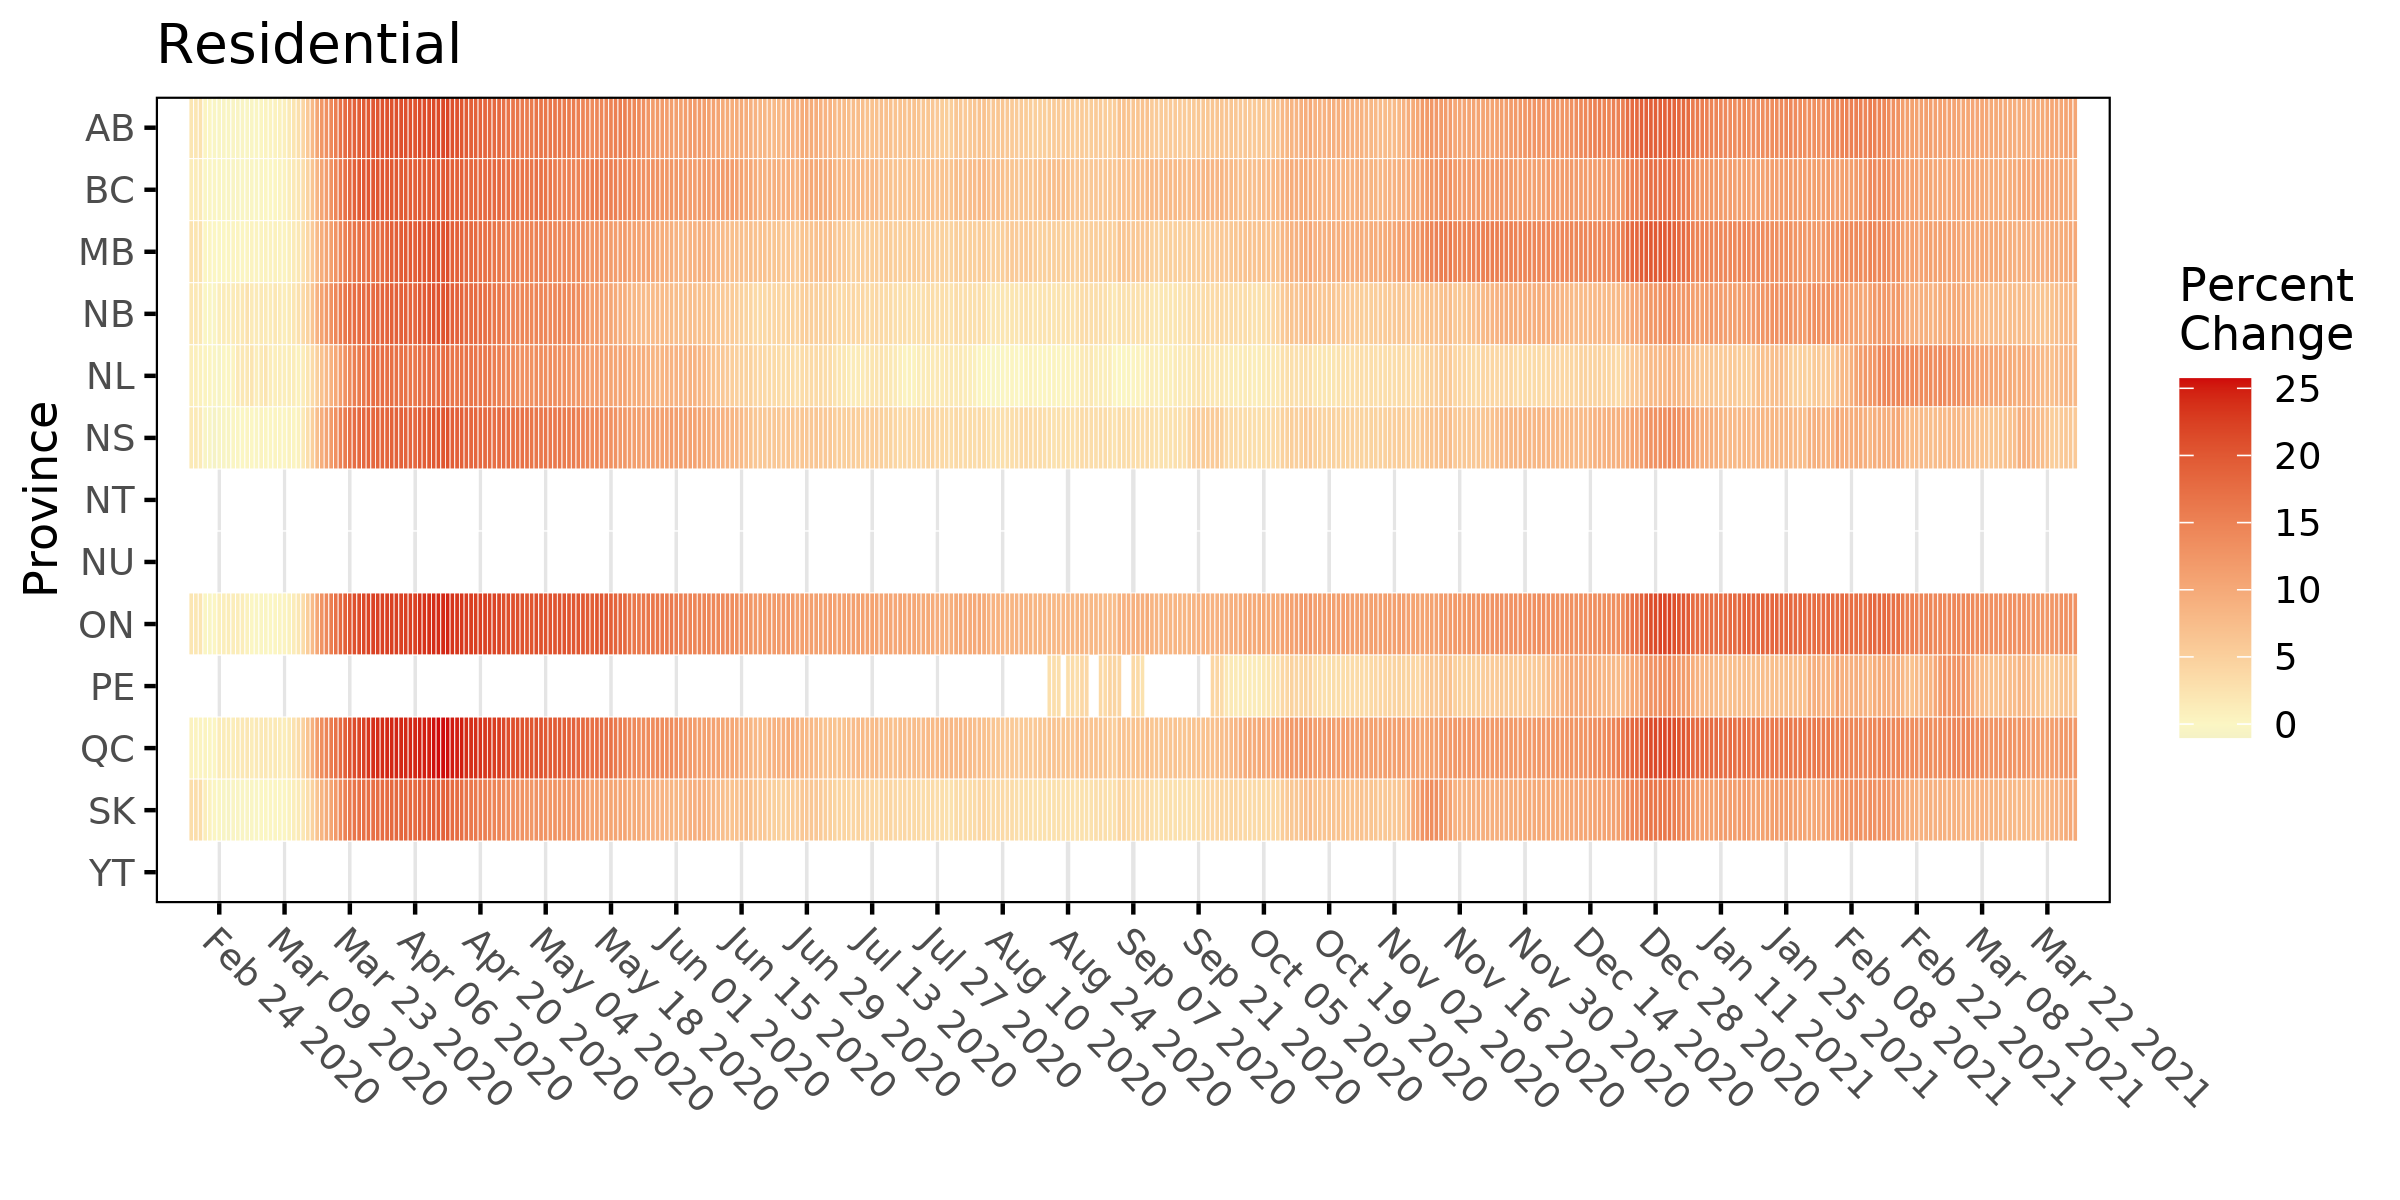 Residential
Province
AB
BC
MB
NB
NL
NS
NT
NU
ON
PE
QC
SK
YT
Feb 24 2020
Mar 09 2020
Mar 23 2020
Apr 06 2020
Apr 20 2020
May 04 2020
May 18 2020
Jun 01 2020
Jun 15 2020
Jun 29 2020
Jul 13 2020
Jul 27 2020
Aug 10 2020
Aug 24 2020
Sep 07 2020
Sep 21 2020
Oct 05 2020
Oct 19 2020
Nov 02 2020
Nov 16 2020
Nov 30 2020
Dec 14 2020
Dec 28 2020
Jan 11 2021
Jan 25 2021
Feb 08 2021
Feb 22 2021
Mar 08 2021
Mar 22 2021
Percent
Change
25
20
15
10
5
0